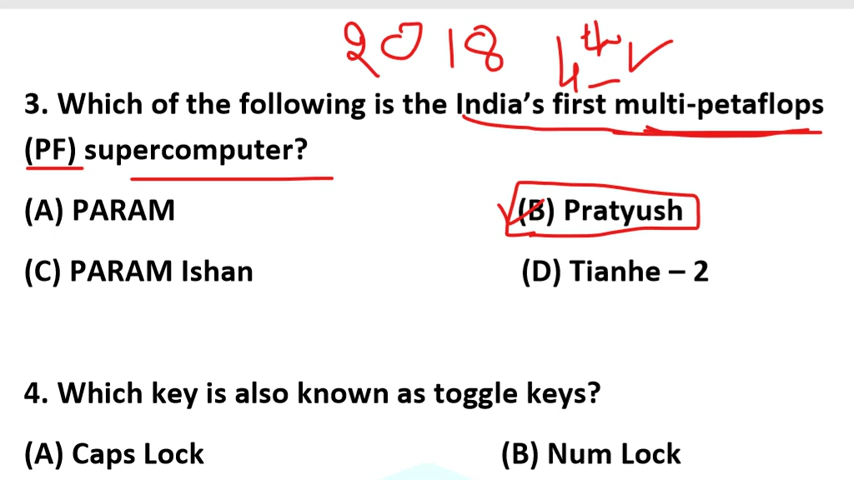 2018 4th
3. Which of the following is the India's first multi-petaflops
(PF) supercomputer?
(A) PARAM (B) Pratyush
(C) PARAM Ishan (D) Tianhe – 2
4. Which key is also known as toggle keys?
(A) Caps Lock (B) Num Lock